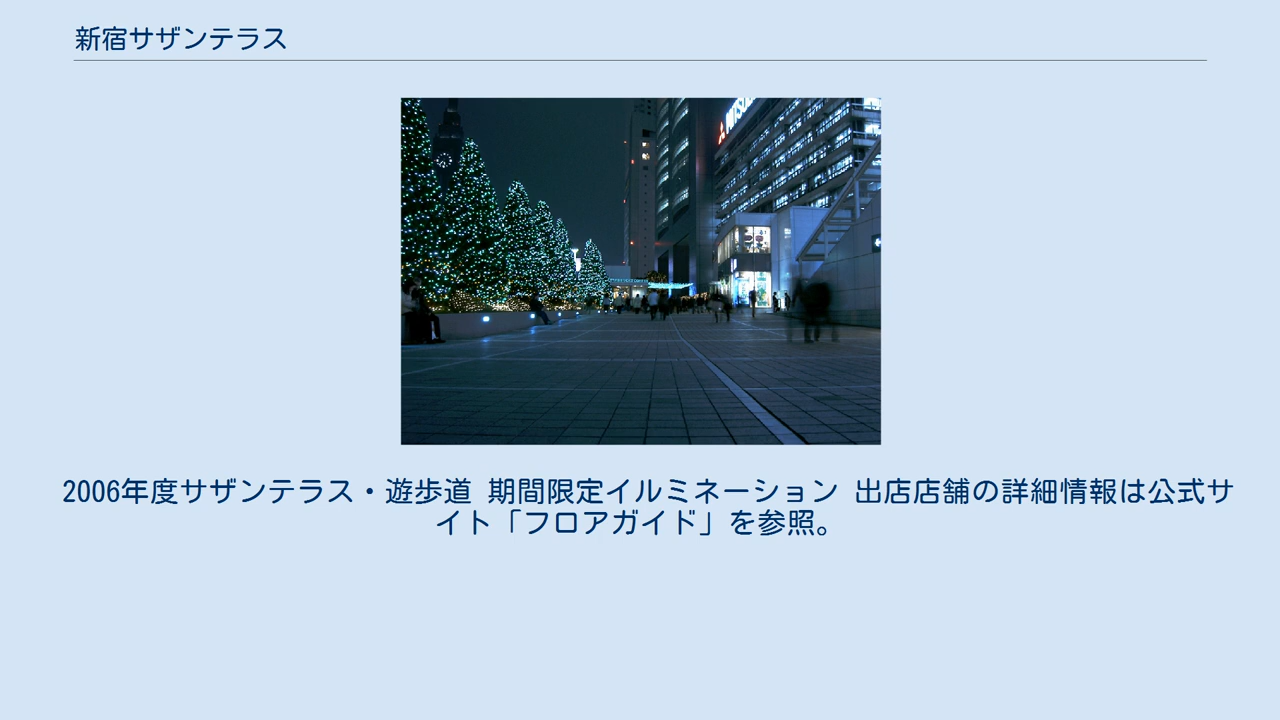 新宿サザンテラス
2006年度サザンテラス・遊歩道 期間限定イルミネーション 出店店舗の詳細情報は公式サ
イト「フロアガイド」を参照。